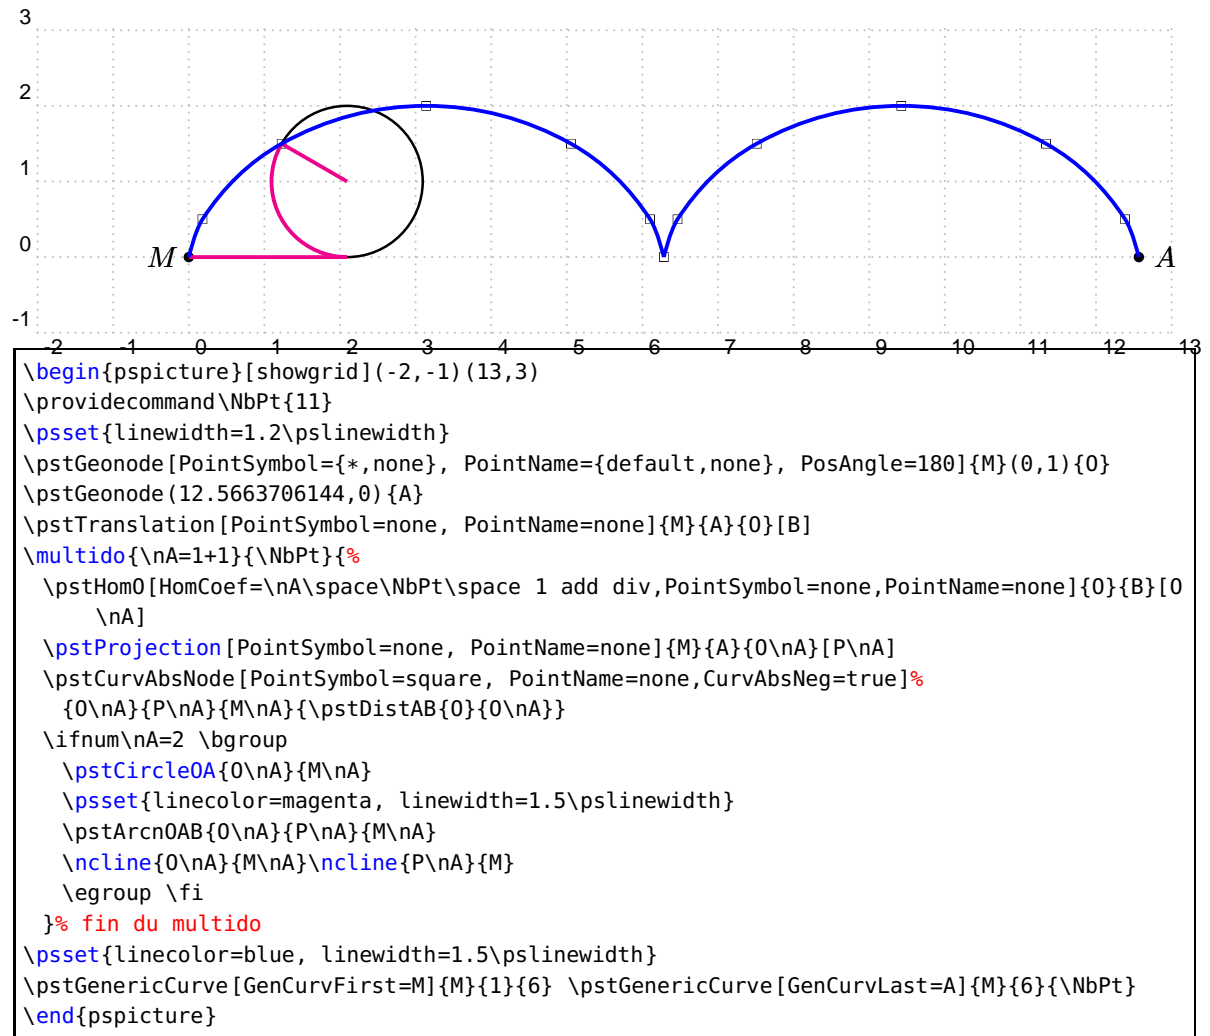 3
2
1
0
-1
M
A
-2 -1 0 1 2 3 4 5 6 7 8 9 10 11 12 13
\begin{pspicture}[showgrid](-2,-1)(13,3)
\providecommand\NbPt{11}
\psset{linewidth=1.2\pslinewidth}
\pstGeonode[PointSymbol={*,none}, PointName={default,none}, PosAngle=180]{M}(0,1){O}
\pstGeonode(12.5663706144,0){A}
\pstTranslation[PointSymbol=none, PointName=none]{M}{A}{O}[B]
\multido{\nA=1+1}{\NbPt}{%
\pstHomO[HomCoef=\nA\space\NbPt\space 1 add div,PointSymbol=none,PointName=none]{O}{B}[O
\nA]
\pstProjection[PointSymbol=none, PointName=none]{M}{A}{O\nA}[P\nA]
\pstCurvAbsNode[PointSymbol=square, PointName=none,CurvAbsNeg=true]%
{O\nA}{P\nA}{M\nA}{\pstDistAB{O}{O\nA}}
\ifnum\nA=2 \bgroup
\pstCircleOA{O\nA}{M\nA}
\psset{linecolor=magenta, linewidth=1.5\pslinewidth}
\pstArcnOAB{O\nA}{P\nA}{M\nA}
\ncline{O\nA}{M\nA}\ncline{P\nA}{M}
\egroup \fi
}% fin du multido
\psset{linecolor=blue, linewidth=1.5\pslinewidth}
\pstGenericCurve[GenCurvFirst=M]{M}{1}{6} \pstGenericCurve[GenCurvLast=A]{M}{6}{\NbPt}
\end{pspicture}